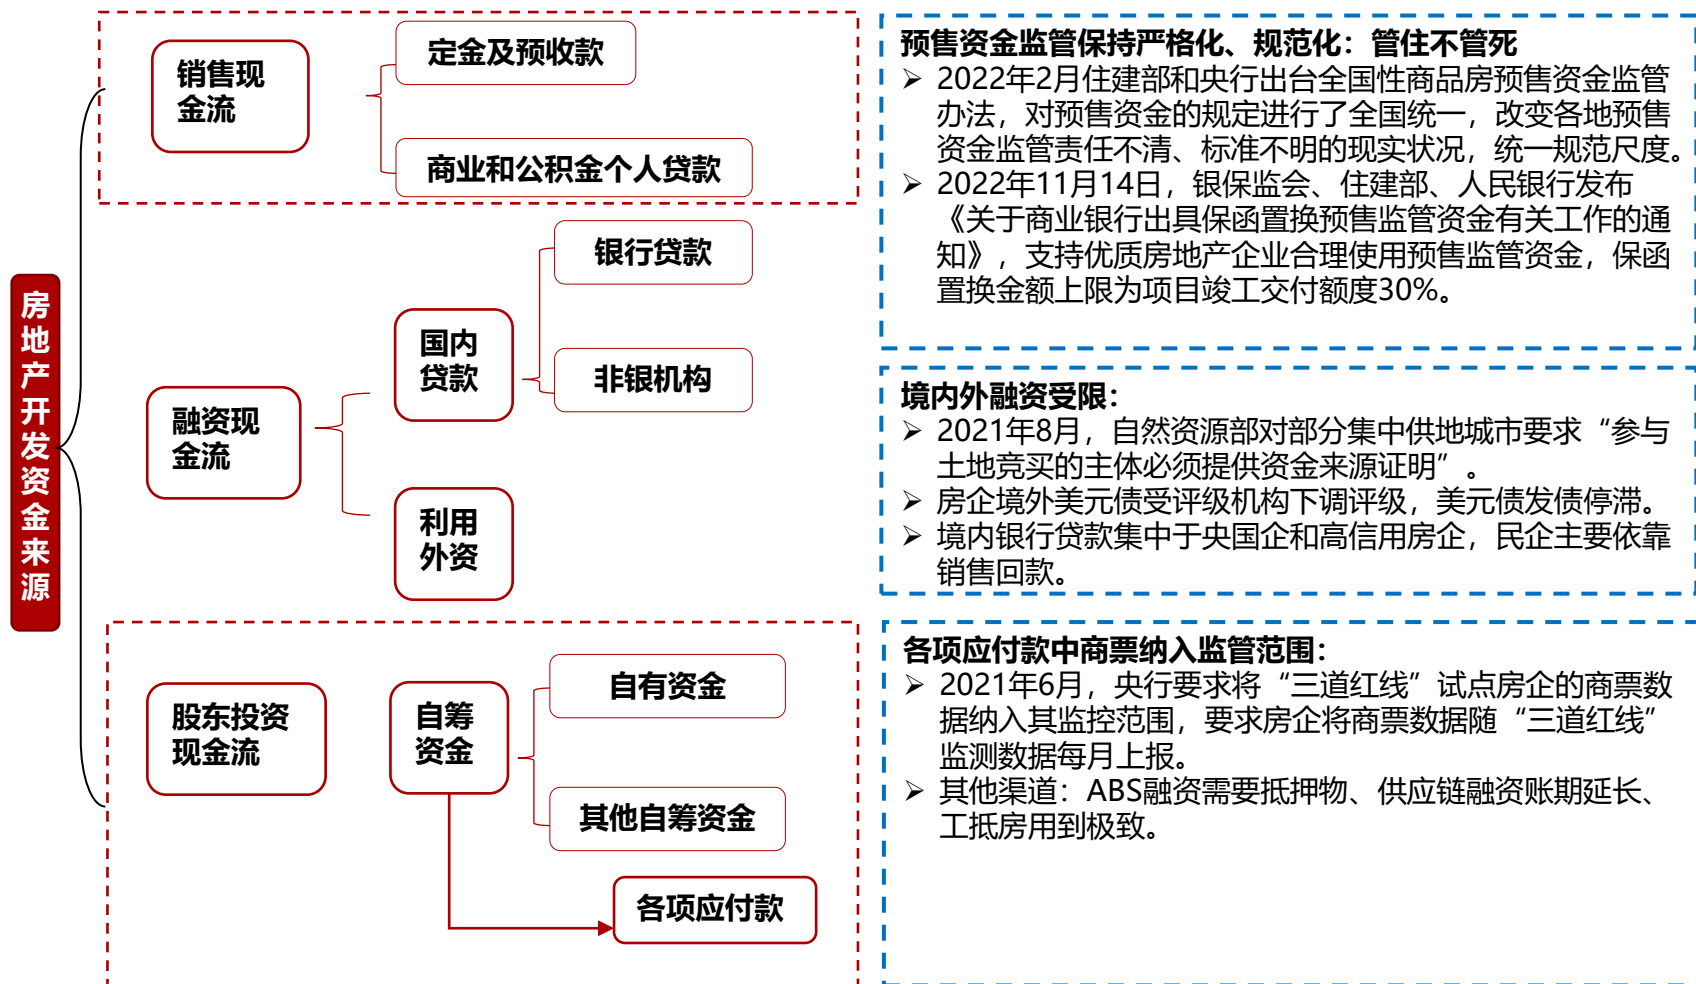 房
地
产
开
发
资
金
来
源
销售现
金流
定金及预收款
商业和公积金个人贷款
融资现
金流
国内
贷款
银行贷款
非银机构
利用
外资
股东投资
现金流
自筹
资金
自有资金
其他自筹资金
各项应付款
预售资金监管保持严格化、规范化：管住不管死
➢ 2022年2月住建部和央行出台全国性商品房预售资金监管
办法，对预售资金的规定进行了全国统一，改变各地预售
资金监管责任不清、标准不明的现实状况，统一规范尺度。
➢ 2022年11月14日，银保监会、住建部、人民银行发布
《关于商业银行出具保函置换预售监管资金有关工作的通
知》，支持优质房地产企业合理使用预售监管资金，保函
置换金额上限为项目竣工交付额度30%。
境内外融资受限：
➢ 2021年8月，自然资源部对部分集中供地城市要求“参与
土地竞买的主体必须提供资金来源证明”。
➢ 房企境外美元债受评级机构下调评级，美元债发债停滞。
➢ 境内银行贷款集中于央国企和高信用房企，民企主要依靠
销售回款。
各项应付款中商票纳入监管范围：
➢ 2021年6月，央行要求将“三道红线”试点房企的商票数
据纳入其监控范围，要求房企将商票数据随“三道红线”
监测数据每月上报。
➢ 其他渠道：ABS融资需要抵押物、供应链融资账期延长、
工抵房用到极致。